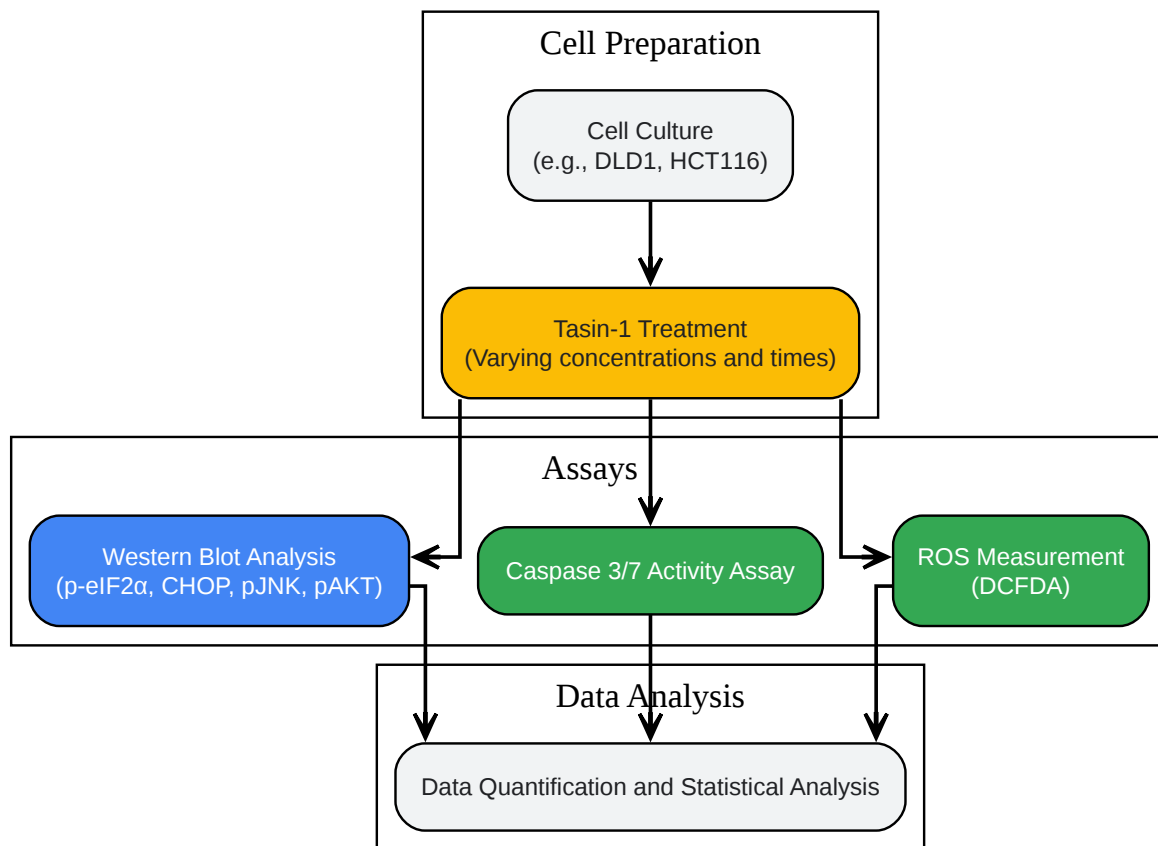 Cell Preparation
Cell Culture
(e.g., DLD1, HCT116)
Tasin-1 Treatment
(Varying concentrations and times)
Assays
Western Blot Analysis
(p-eIF2α, CHOP, pJNK, pAKT)
Caspase 3/7 Activity Assay
ROS Measurement
(DCFDA)
Data Analysis
Data Quantification and Statistical Analysis